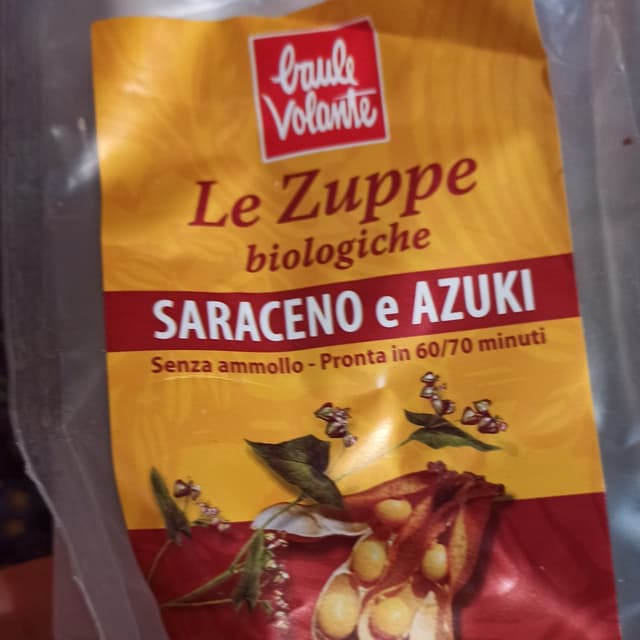 baule
volante
Le Zuppe
biologiche
SARACENO e AZUKI
Senza ammollo - Pronta in 60/70 minuti